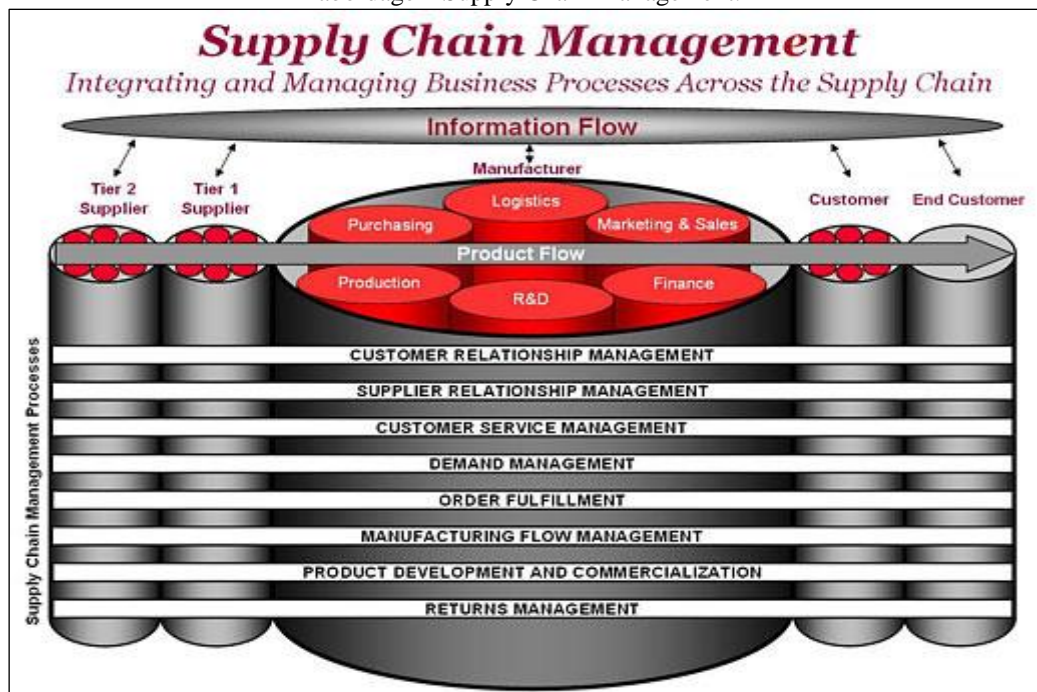 Supply Chain Management
Integrating and Managing Business Processes Across the Supply Chain
Information Flow
Manufacturer
Tier 2
Supplier
Tier 1
Supplier
Customer
End Customer
Logistics
Purchasing
Marketing & Sales
Product Flow
Production
R&D
Finance
Supply Chain Management Processes
CUSTOMER RELATIONSHIP MANAGEMENT
SUPPLIER RELATIONSHIP MANAGEMENT
CUSTOMER SERVICE MANAGEMENT
DEMAND MANAGEMENT
ORDER FULFILLMENT
MANUFACTURING FLOW MANAGEMENT
PRODUCT DEVELOPMENT AND COMMERCIALIZATION
RETURNS MANAGEMENT